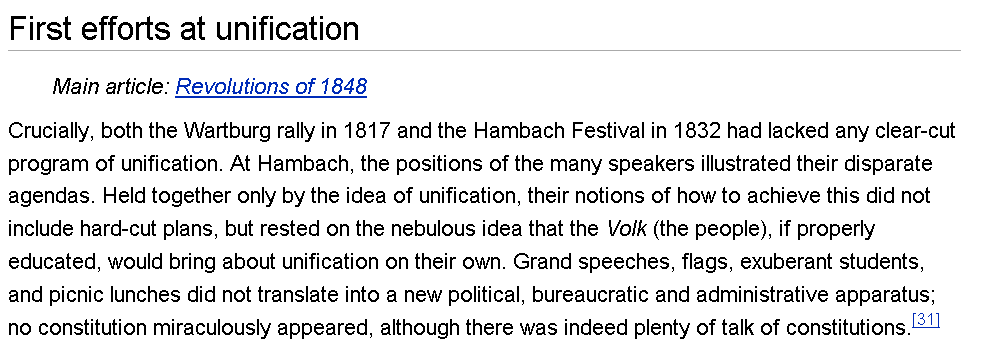 First efforts at unification
Main article: Revolutions of 1848
Crucially, both the Wartburg rally in 1817 and the Hambach Festival in 1832 had lacked any clear-cut
program of unification. At Hambach, the positions of the many speakers illustrated their disparate
agendas. Held together only by the idea of unification, their notions of how to achieve this did not
include hard-cut plans, but rested on the nebulous idea that the Volk (the people), if properly
educated, would bring about unification on their own. Grand speeches, flags, exuberant students,
and picnic lunches did not translate into a new political, bureaucratic and administrative apparatus;
no constitution miraculously appeared, although there was indeed plenty of talk of constitutions.[31]